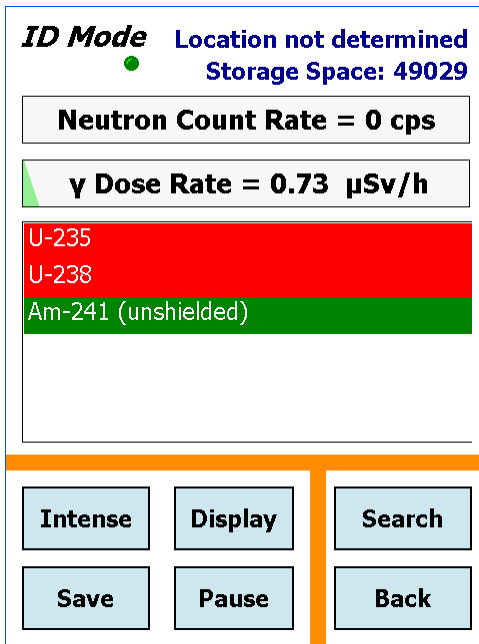 ID Mode
Location not determined
Storage Space: 49029
Neutron Count Rate = 0 cps
γ Dose Rate = 0.73 µSv/h
U-235
U-238
Am-241 (unshielded)
Intense Display Search
Save Pause Back